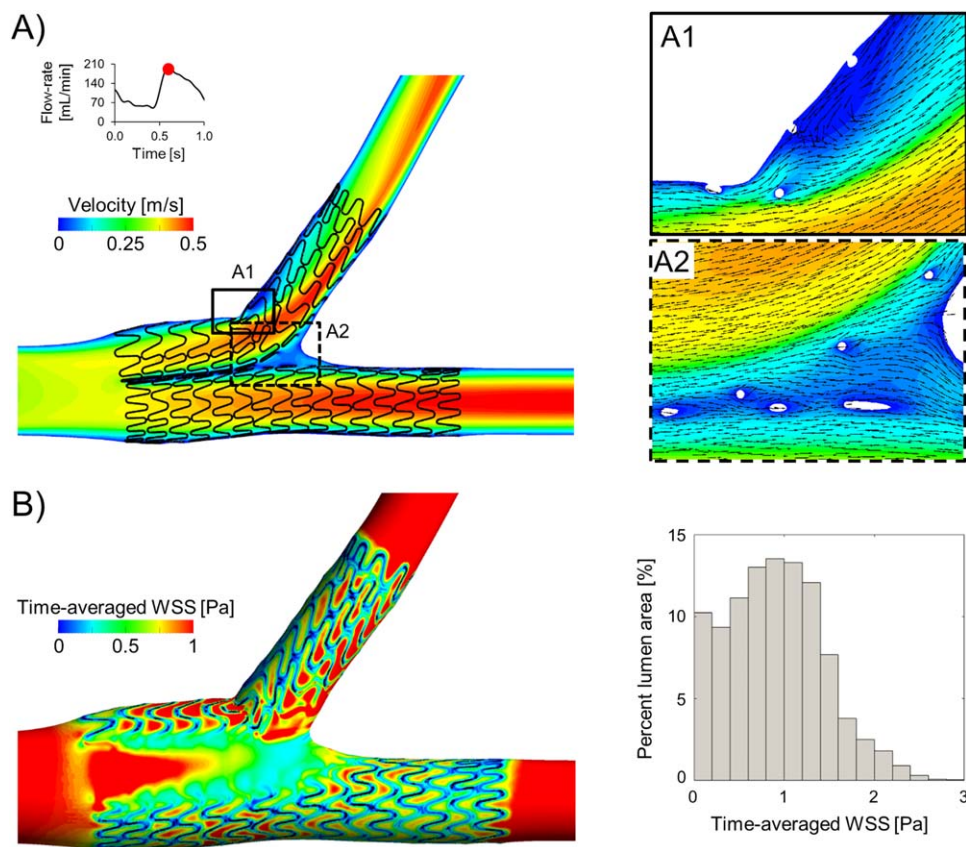 A)
Flow-rate
[mL/min]
210
140
70
0
0.0 0.5 1.0
Time [s]
Velocity [m/s]
0 0.25 0.5
A1
A2
A1
A2
B)
Time-averaged WSS [Pa]
0 0.5 1
Percent lumen area [%]
15
10
5
0
0 1 2 3
Time-averaged WSS [Pa]